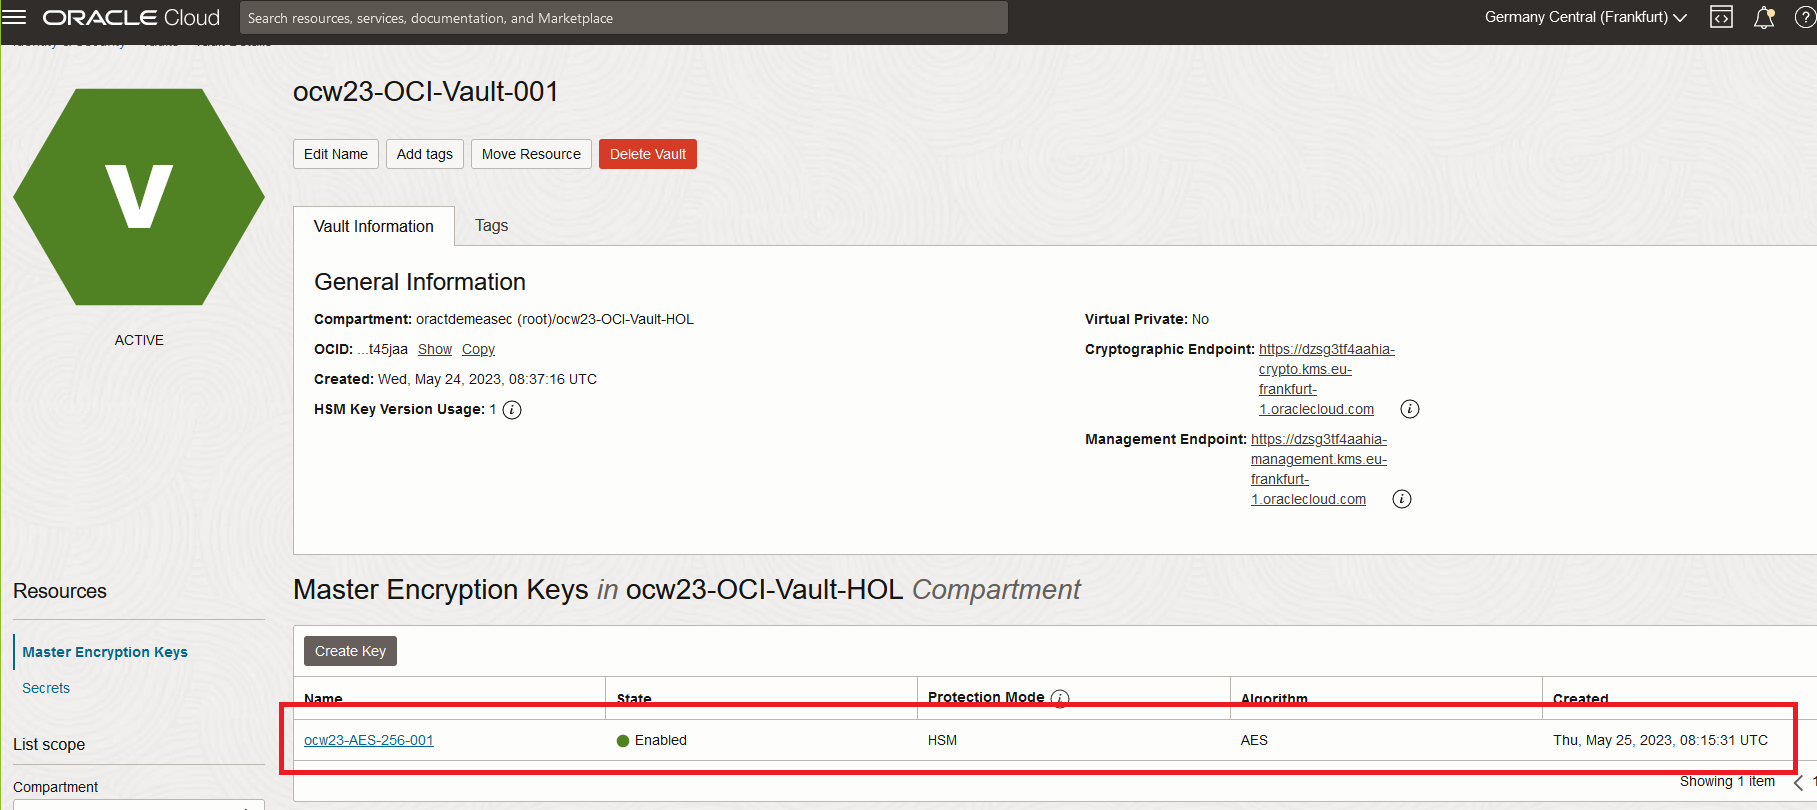 ORACLE Cloud
Search resources, services, documentation, and Marketplace
Germany Central (Frankfurt)
Identity & Security Vaults Vault Details
V
ACTIVE
ocw23-OCI-Vault-001
Edit Name
Add tags
Move Resource
Delete Vault
Vault Information
Tags
General Information
Compartment: oractdemeasec (root)/ocw23-OCI-Vault-HOL
OCID: ...t45jaa Show Copy
Created: Wed, May 24, 2023, 08:37:16 UTC
HSM Key Version Usage: 1
Virtual Private: No
Cryptographic Endpoint: https://dzsg3tf4aahia-
crypto.kms.eu-
frankfurt-
1.oraclecloud.com
Management Endpoint: https://dzsg3tf4aahia-
management.kms.eu-
frankfurt-
1.oraclecloud.com
Resources
Master Encryption Keys
Secrets
List scope
Compartment
Master Encryption Keys in ocw23-OCI-Vault-HOL Compartment
Create Key
Name State Protection Mode Algorithm Created
ocw23-AES-256-001 Enabled HSM AES Thu, May 25, 2023, 08:15:31 UTC
Showing 1 item